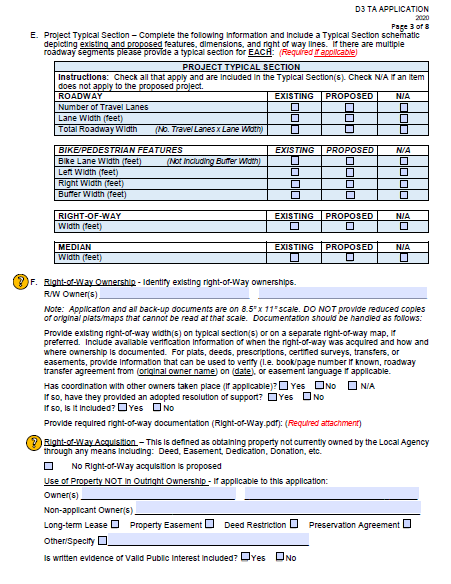 D3 TA APPLICATION
2020
Page 3 of 8
E. Project Typical Section – Complete the following information and include a Typical Section schematic
depicting existing and proposed features, dimensions, and right of way lines. If there are multiple
roadway segments please provide a typical section for EACH: (Required if applicable)
PROJECT TYPICAL SECTION
Instructions: Check all that apply and are included in the Typical Section(s). Check N/A if an item
does not apply to the proposed project.
ROADWAY EXISTING PROPOSED N/A
Number of Travel Lanes
Lane Width (feet)
Total Roadway Width (No. Travel Lanes x Lane Width)
BIKE/PEDESTRIAN FEATURES EXISTING PROPOSED N/A
Bike Lane Width (feet) (Not Including Buffer Width)
Left Width (feet)
Right Width (feet)
Buffer Width (feet)
RIGHT-OF-WAY EXISTING PROPOSED N/A
Width (feet)
MEDIAN EXISTING PROPOSED N/A
Width (feet)
? F. Right-of-Way Ownership - Identify existing right-of-Way ownerships.
R/W Owner(s)
Note: Application and all back-up documents are on 8.5" x 11" scale. DO NOT provide reduced copies
of original plats/maps that cannot be read at that scale. Documentation should be handled as follows:
Provide existing right-of-way width(s) on typical section(s) or on a separate right-of-way map, if
preferred. Include available verification information of when the right-of-way was acquired and how and
where ownership is documented. For plats, deeds, prescriptions, certified surveys, transfers, or
easements, provide information that can be used to verify (i.e. book/page number if known, roadway
transfer agreement from (original owner name) on (date), or easement language if applicable.
Has coordination with other owners taken place (if applicable)? Yes No N/A
If so, have they provided an adopted resolution of support? Yes No
If so, is it included? Yes No
Provide required right-of-way documentation (Right-of-Way.pdf): (Required attachment)
? Right-of-Way Acquisition – This is defined as obtaining property not currently owned by the Local Agency
through any means including: Deed, Easement, Dedication, Donation, etc.
No Right-of-Way acquisition is proposed
Use of Property NOT in Outright Ownership - If applicable to this application:
Owner(s)
Non-applicant Owner(s)
Long-term Lease Property Easement Deed Restriction Preservation Agreement
Other/Specify
Is written evidence of Valid Public Interest Included? Yes No